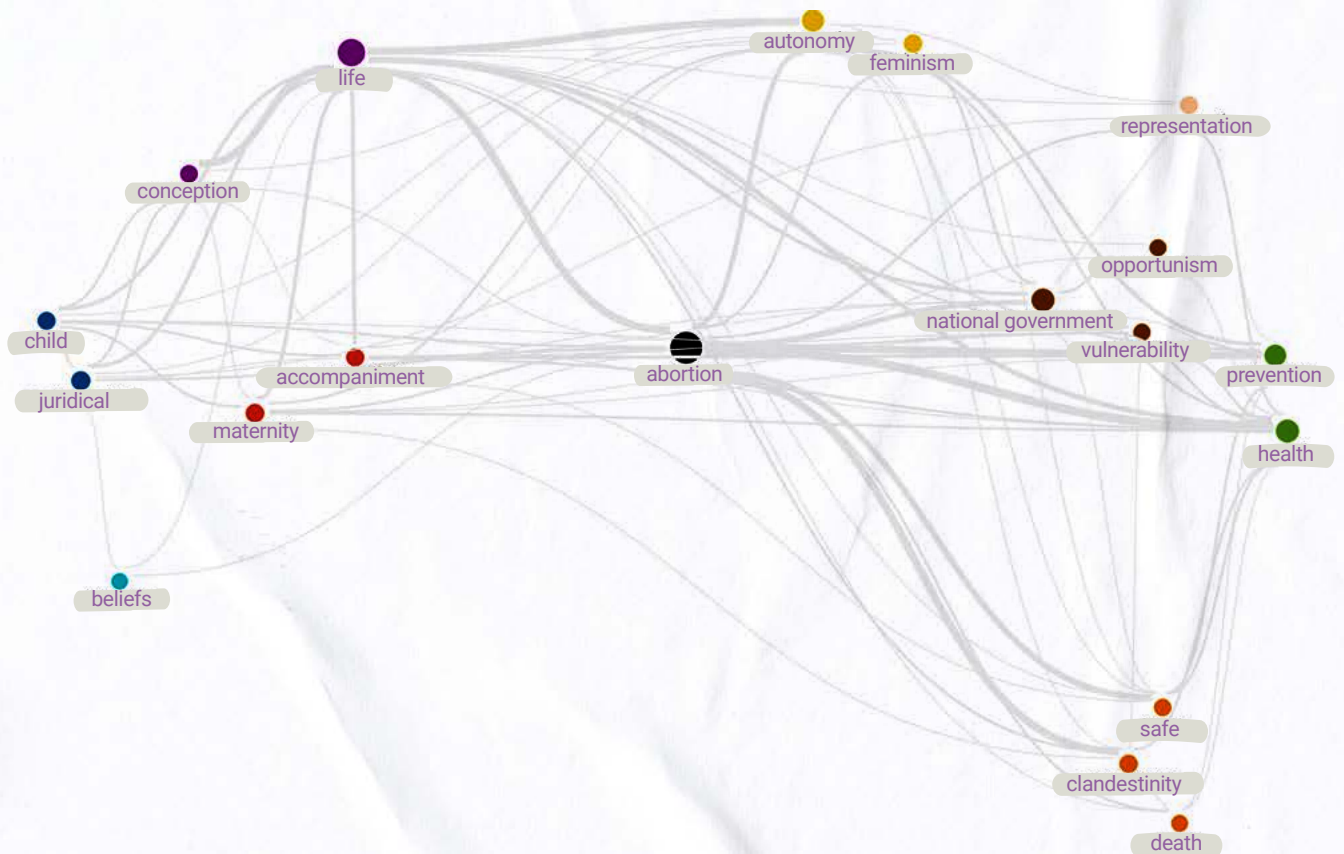 autonomy
feminism
life
representation
conception
opportunism
national government
child
vulnerability
accompaniment
abortion
prevention
juridical
maternity
health
beliefs
safe
clandestinity
death